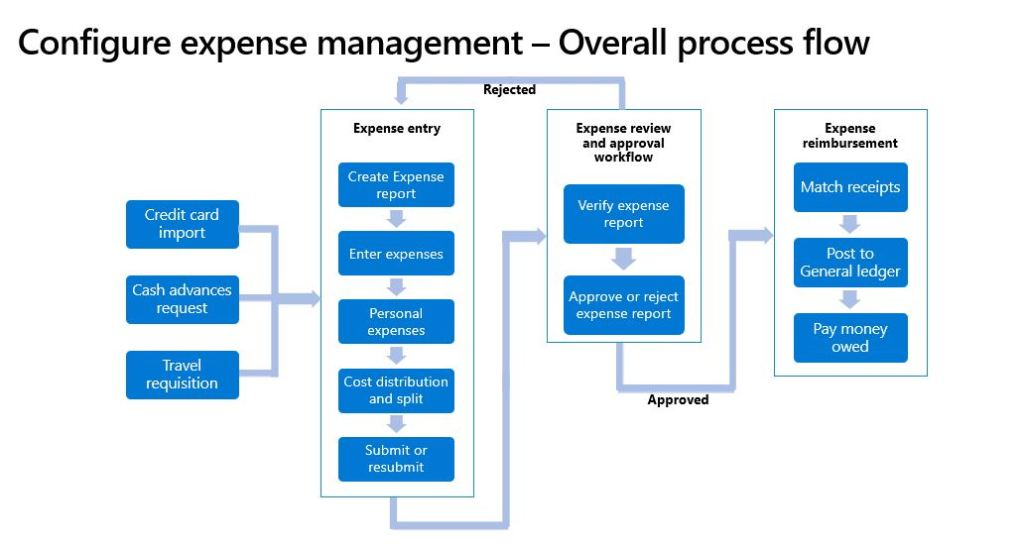 Configure expense management – Overall process flow
Rejected
Credit card
import
Cash advances
request
Travel
requisition
Expense entry
Create Expense
report
Enter expenses
Personal
expenses
Cost distribution
and split
Submit or
resubmit
Expense review
and approval
workflow
Verify expense
report
Approve or reject
expense report
Approved
Expense
reimbursement
Match receipts
Post to
General ledger
Pay money
owed